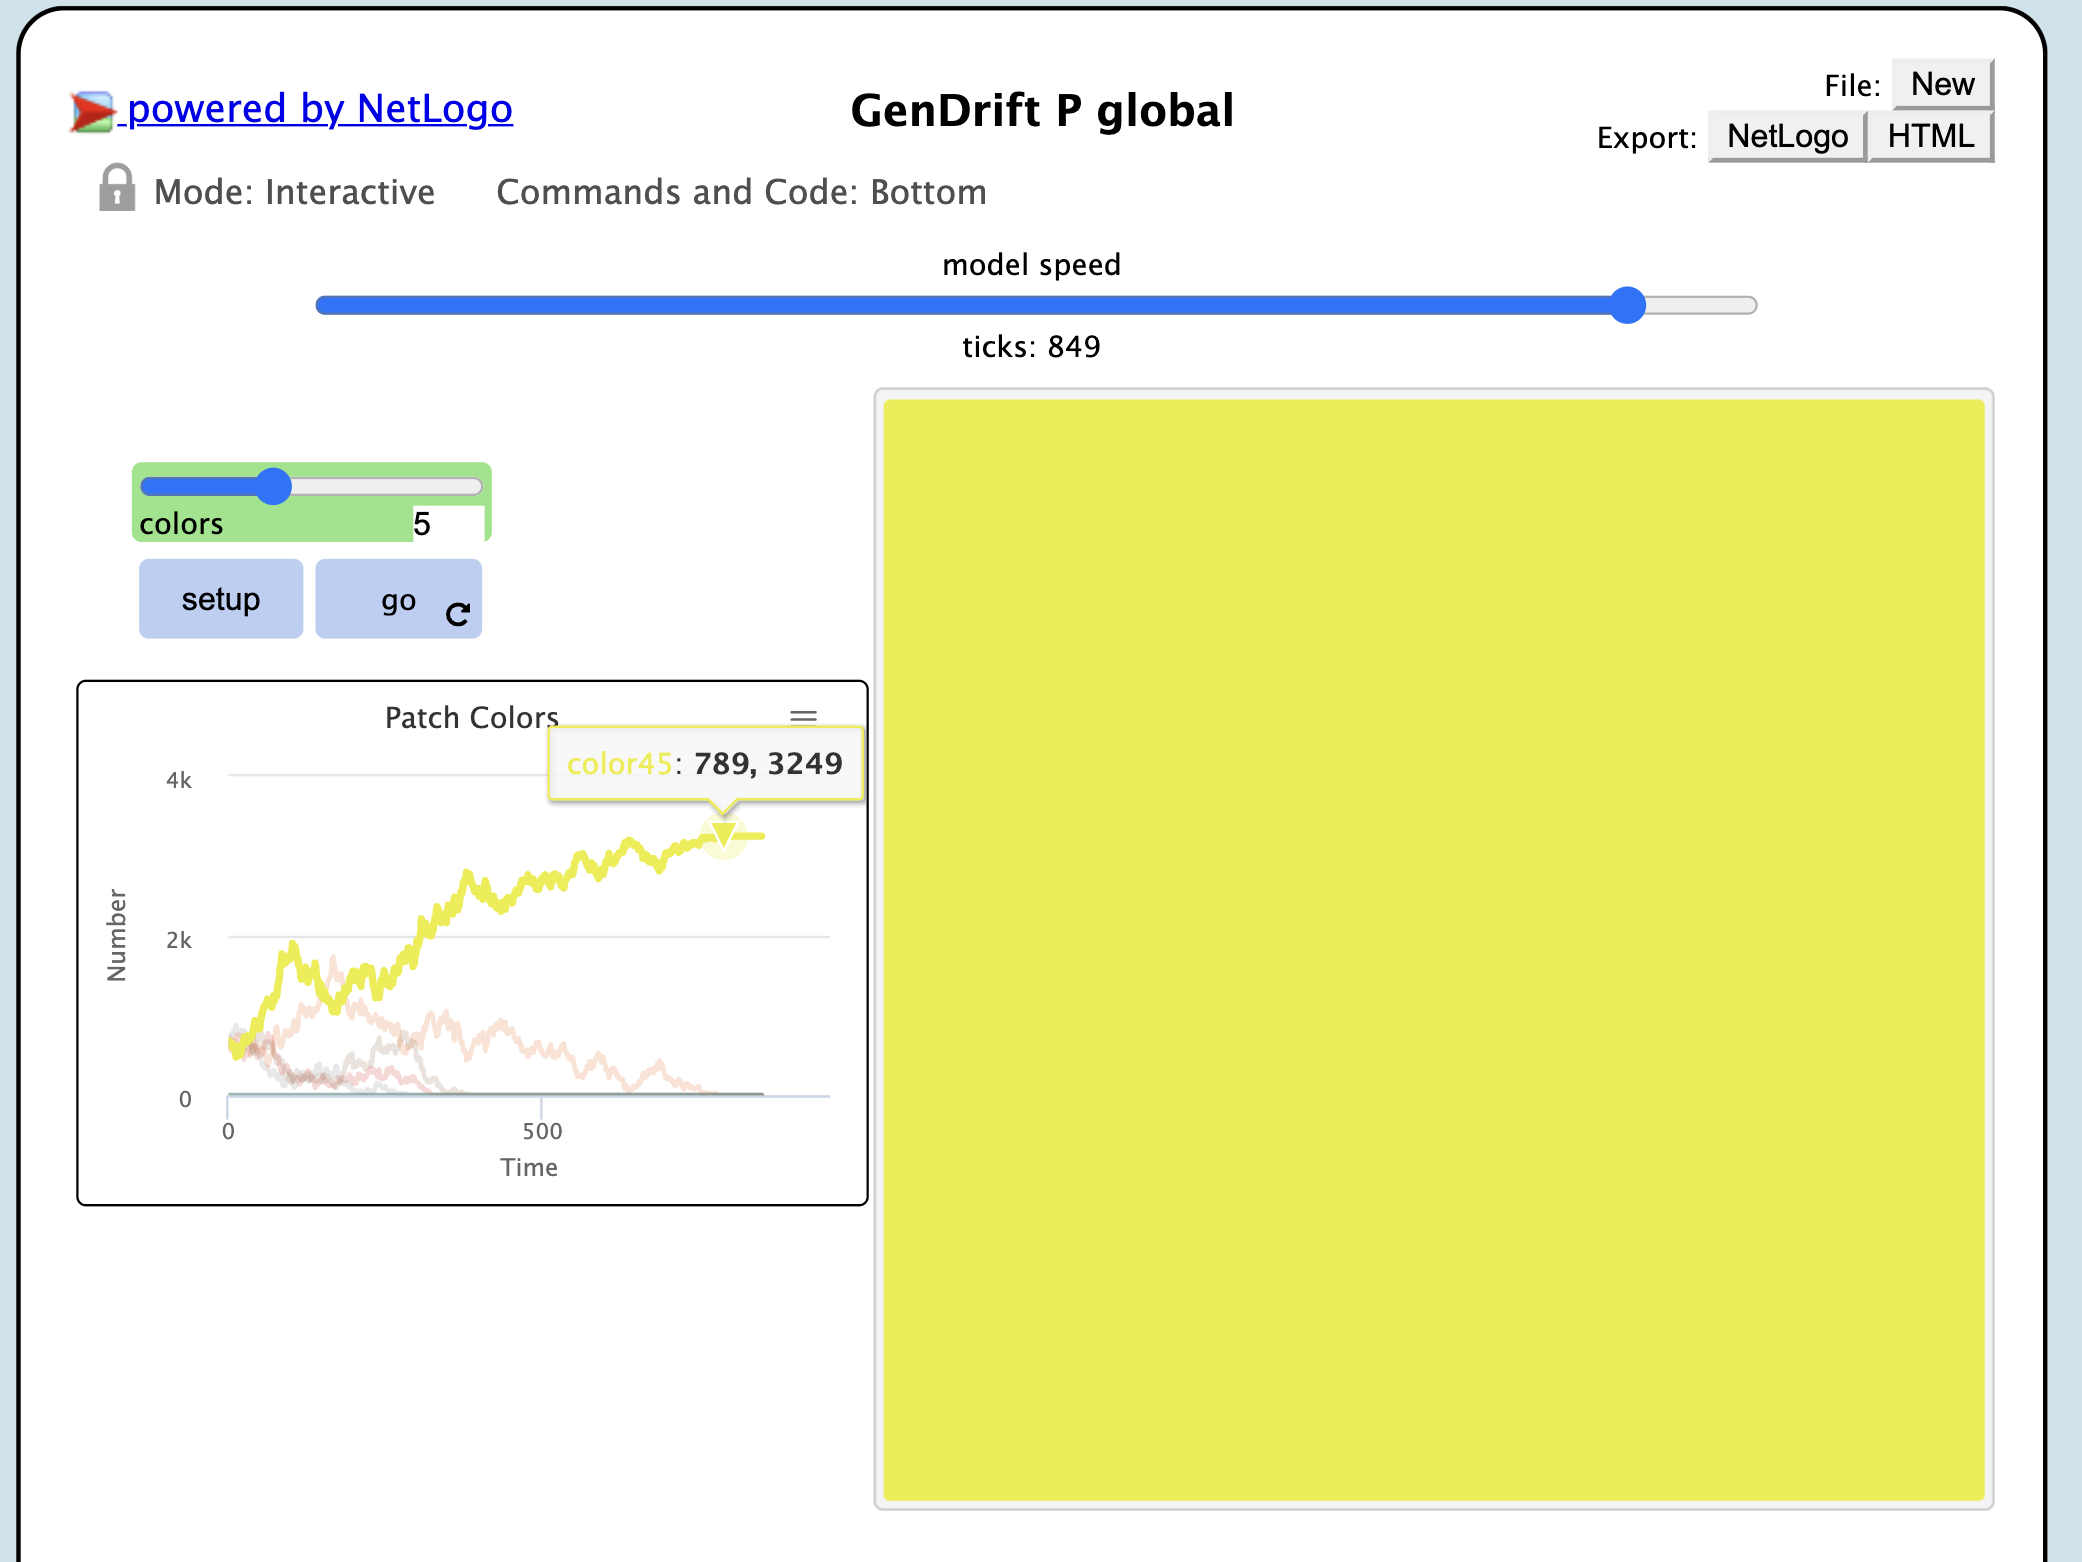 powered by NetLogo
GenDrift P global
File: New
Export: NetLogo HTML
Mode: Interactive Commands and Code: Bottom
model speed
ticks: 849
colors 5
setup go
Patch Colors
color45: 789, 3249
4k
2k
0
Number
0 500
Time